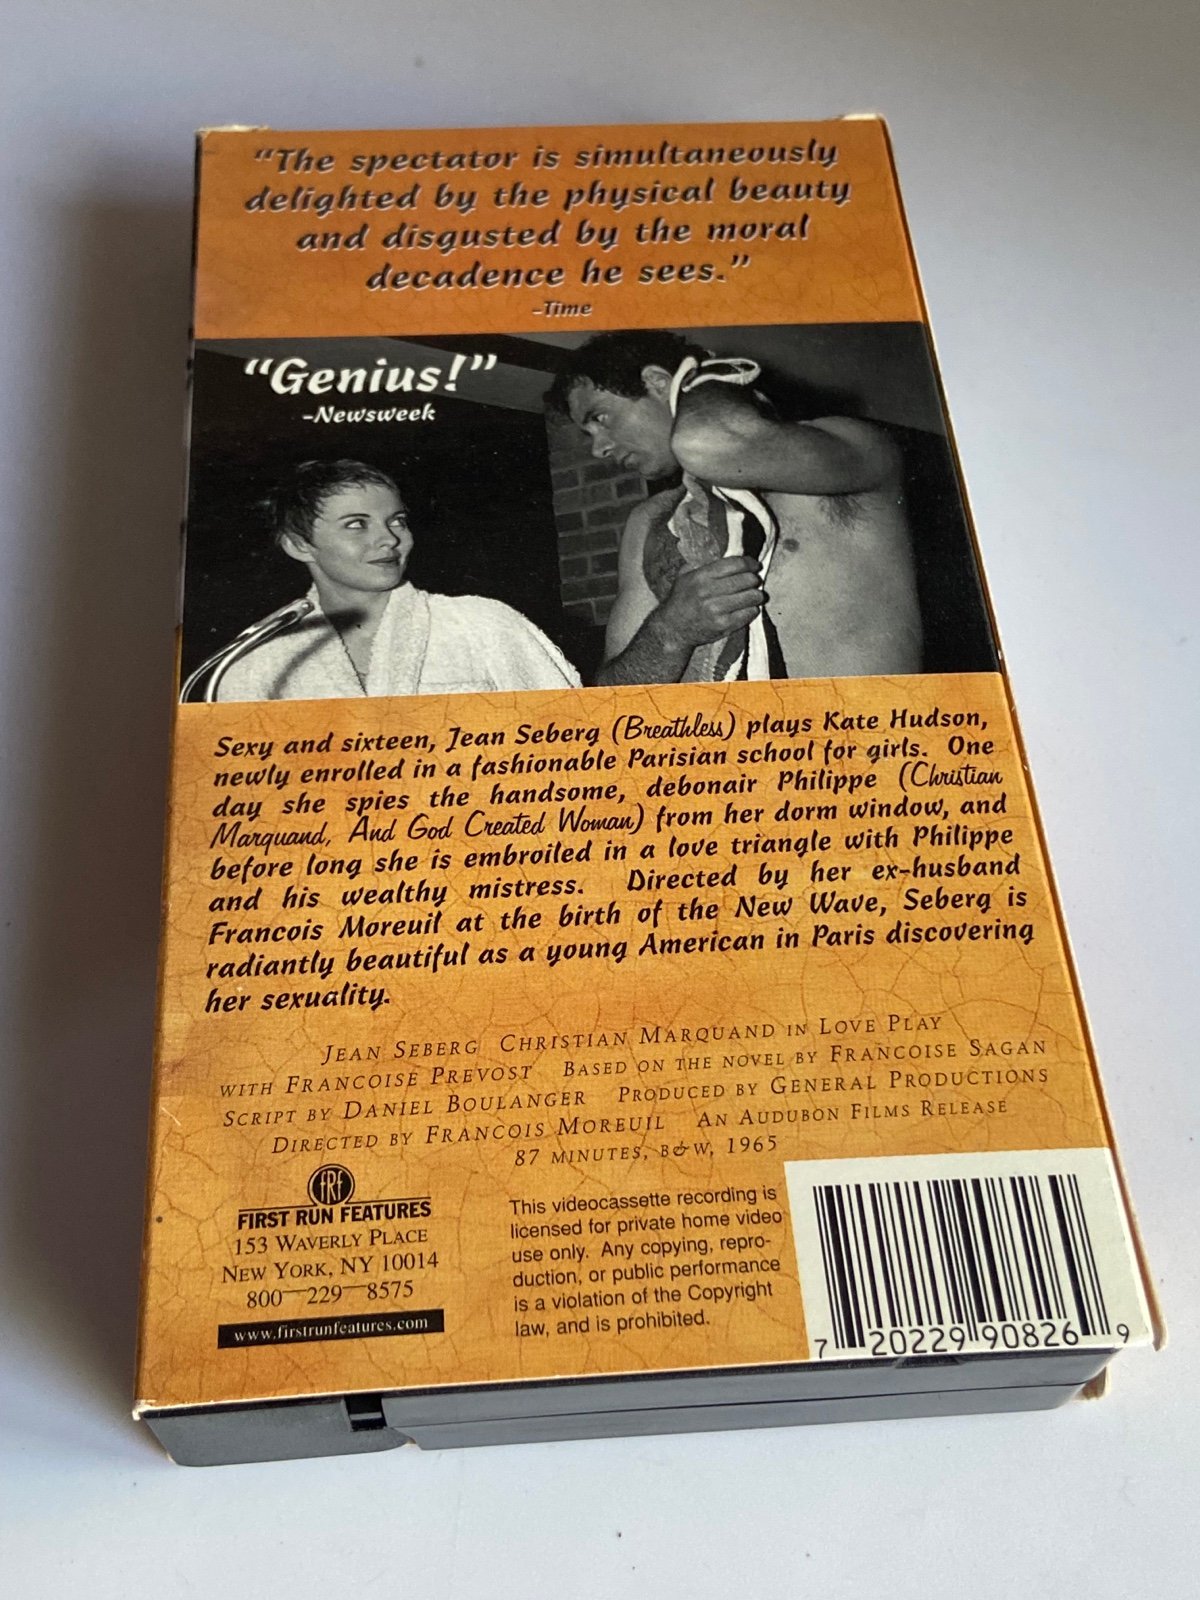 "The spectator is simultaneously
delighted by the physical beauty
and disgusted by the moral
decadence he sees."
-Time
"Genius!"
-Newsweek
Sexy and sixteen, Jean Seberg (Breathless) plays Kate Hudson,
newly enrolled in a fashionable Parisian school for girls. One
day she spies the handsome, debonair Philippe (Christian
Marquand, And God Created Woman) from her dorm window, and
before long she is embroiled in a love triangle with Philippe
and his wealthy mistress. Directed by her ex-husband
Francois Moreuil at the birth of the New Wave, Seberg is
radiantly beautiful as a young American in Paris discovering
her sexuality.
JEAN SEBERG CHRISTIAN MARQUAND IN LOVE PLAY
WITH FRANCOISE PREVOST BASED ON THE NOVEL BY FRANCOISE SAGAN
SCRIPT BY DANIEL BOULANGER PRODUCED BY GENERAL PRODUCTIONS
DIRECTED BY FRANCOIS MOREUIL AN AUDUBON FILMS RELEASE
87 MINUTES, B&W, 1965
fRf
FIRST RUN FEATURES
153 WAVERLY PLACE
NEW YORK, NY 10014
800—229—8575
www.firstrunfeatures.com
This videocassette recording is
licensed for private home video
use only. Any copying, repro-
duction, or public performance
is a violation of the Copyright
law, and is prohibited.
7 20229 90826 9